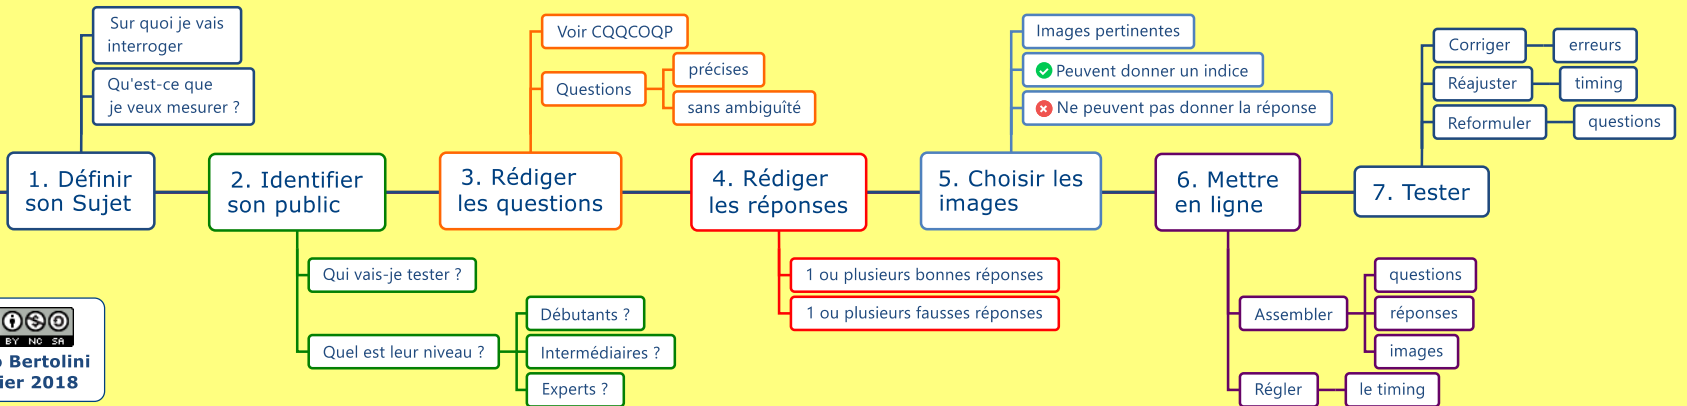 Sur quoi je vais
interroger
Qu'est-ce que
je veux mesurer ?
1. Définir
son Sujet
2. Identifier
son public
Qui vais-je tester ?
Quel est leur niveau ?
Débutants ?
Intermédiaires ?
Experts ?
Voir CQQCOQP
Questions
précises
sans ambiguîté
3. Rédiger
les questions
4. Rédiger
les réponses
1 ou plusieurs bonnes réponses
1 ou plusieurs fausses réponses
Images pertinentes
Peuvent donner un indice
Ne peuvent pas donner la réponse
5. Choisir les
images
6. Mettre
en ligne
Assembler
questions
réponses
images
Régler
le timing
Corriger
erreurs
Réajuster
timing
Reformuler
questions
7. Tester
BY NC SA
Bertolini
2018